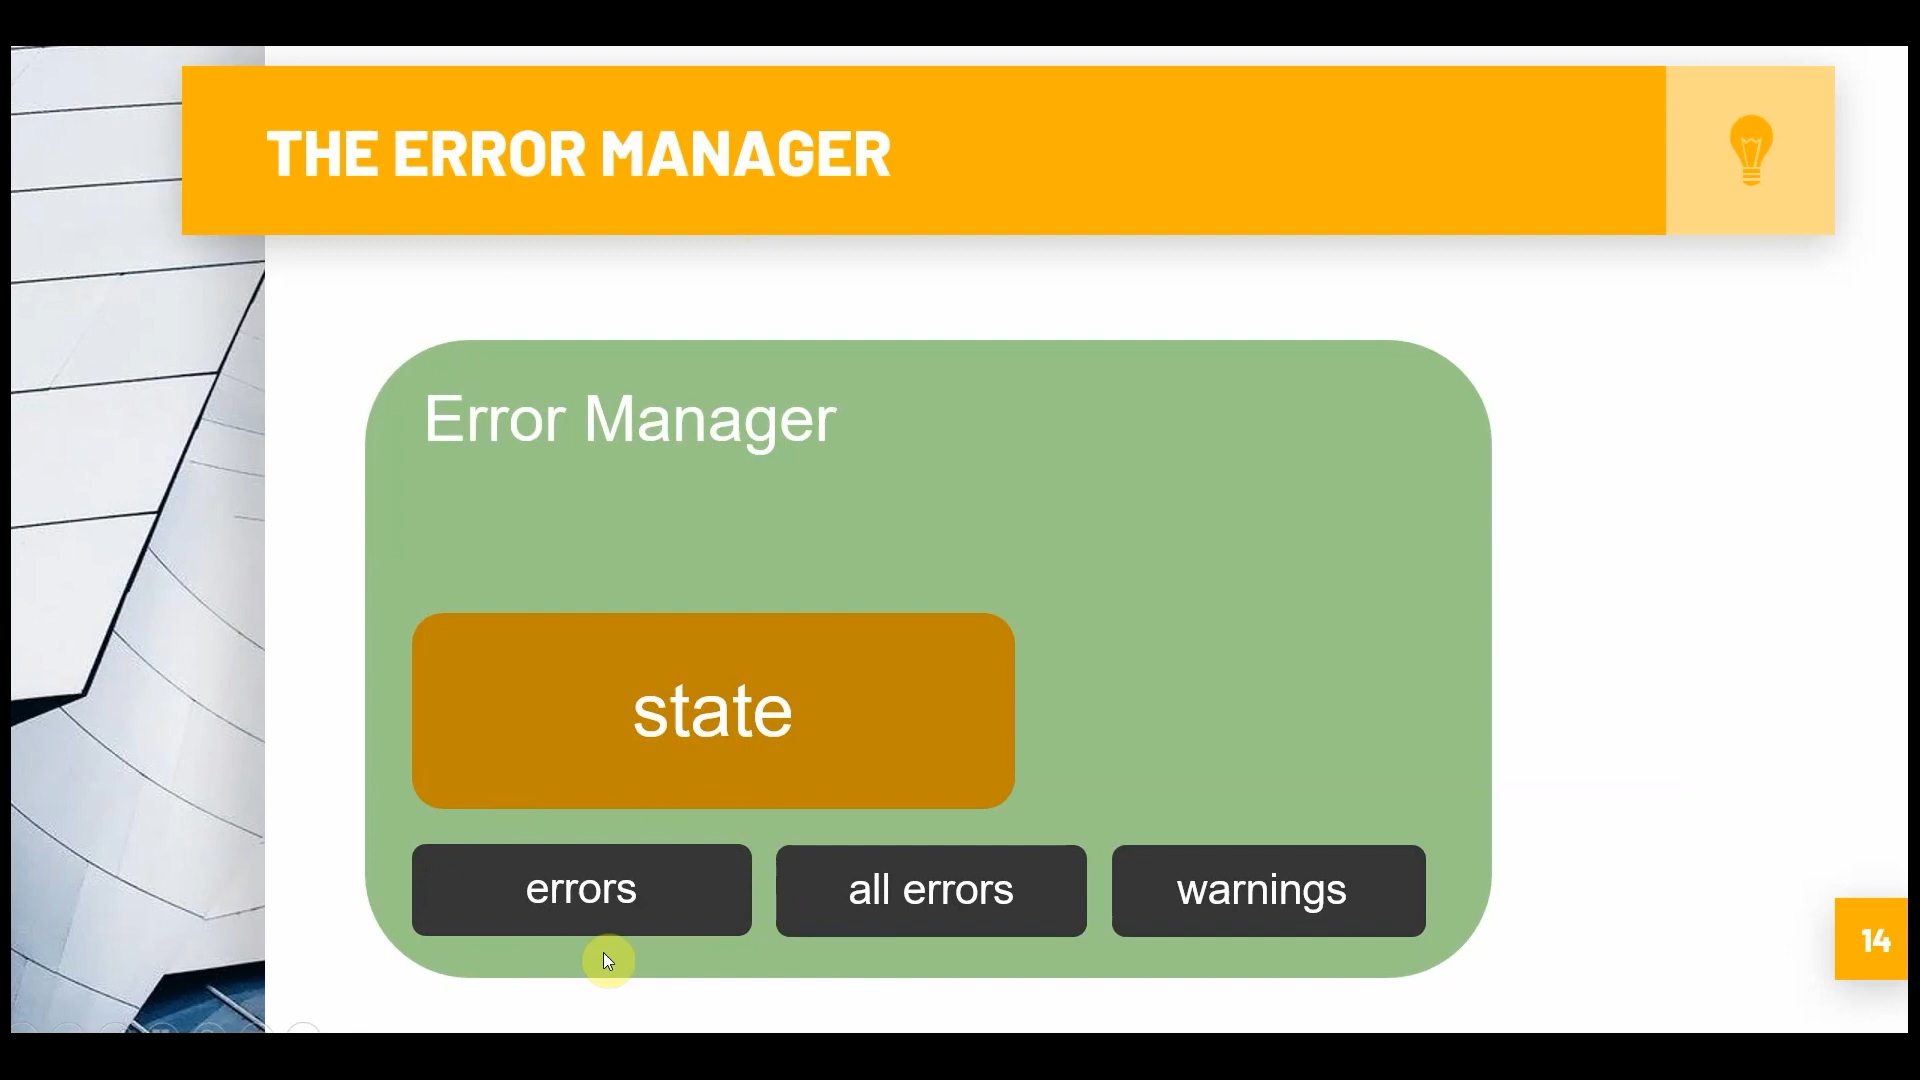 THE ERROR MANAGER
Error Manager
state
errors
all errors
warnings
14